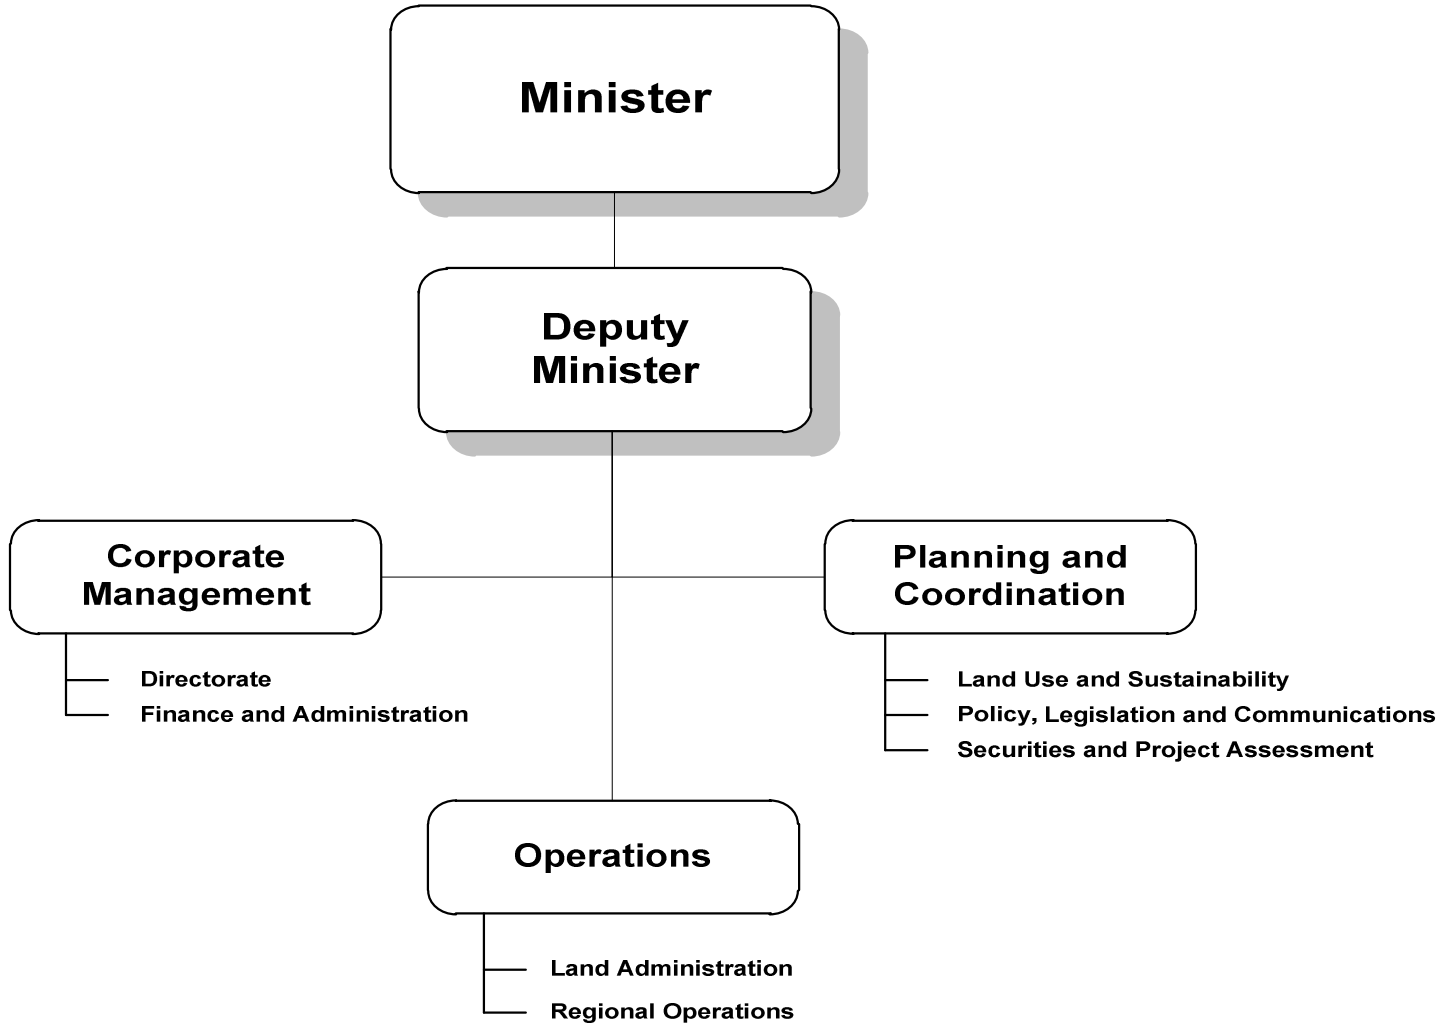 Minister
Deputy
Minister
Corporate
Management
Directorate
Finance and Administration
Planning and
Coordination
Land Use and Sustainability
Policy, Legislation and Communications
Securities and Project Assessment
Operations
Land Administration
Regional Operations